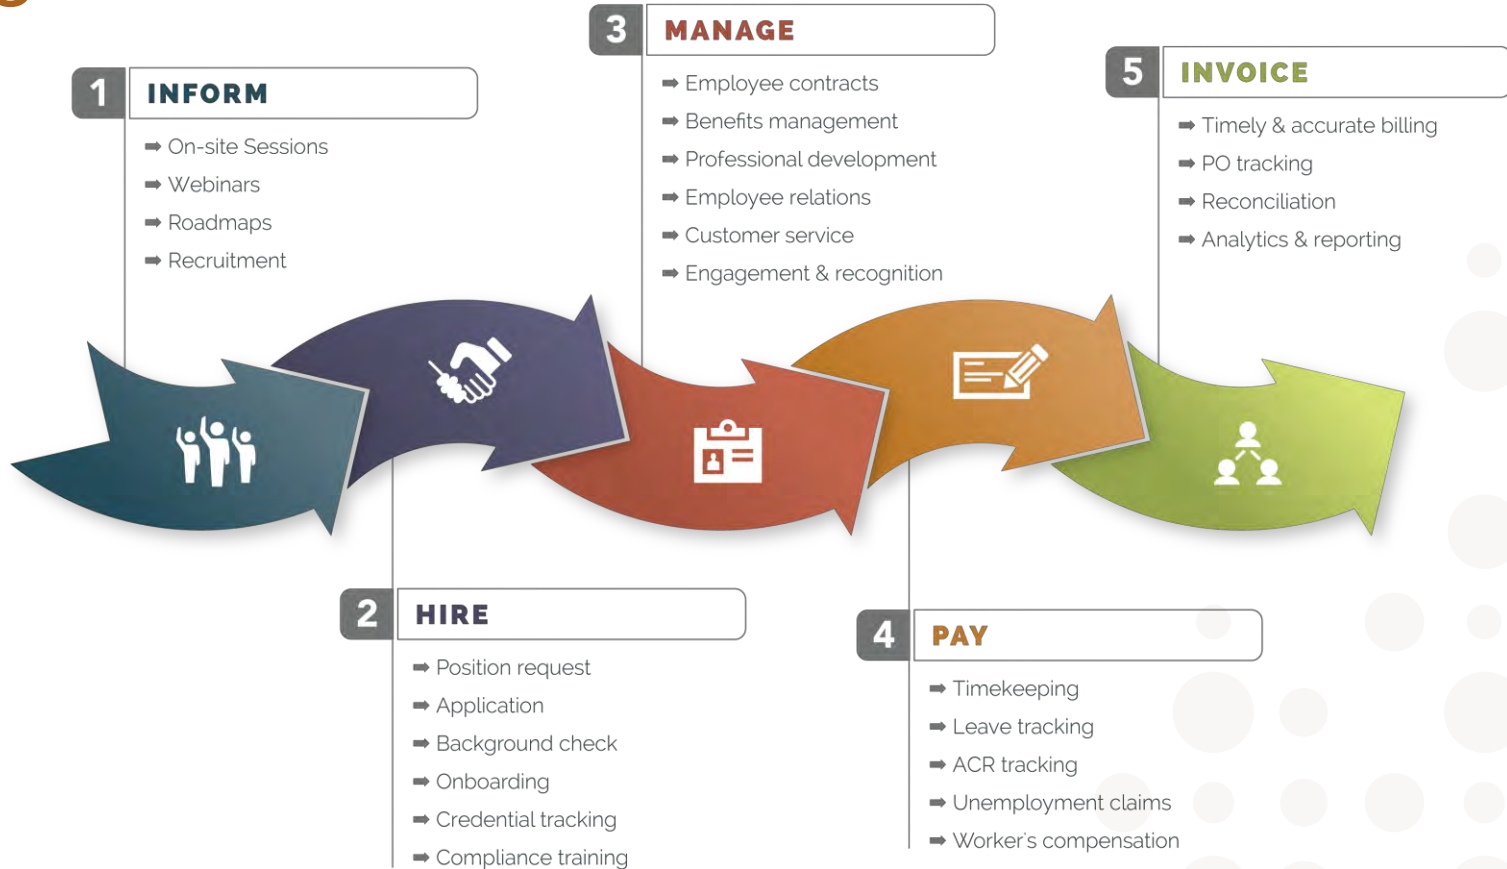 1
INFORM
➡ On-site Sessions
➡ Webinars
➡ Roadmaps
➡ Recruitment
2
HIRE
➡ Position request
➡ Application
➡ Background check
➡ Onboarding
➡ Credential tracking
➡ Compliance training
3
MANAGE
➡ Employee contracts
➡ Benefits management
➡ Professional development
➡ Employee relations
➡ Customer service
➡ Engagement & recognition
4
PAY
➡ Timekeeping
➡ Leave tracking
➡ ACR tracking
➡ Unemployment claims
➡ Worker's compensation
5
INVOICE
➡ Timely & accurate billing
➡ PO tracking
➡ Reconciliation
➡ Analytics & reporting